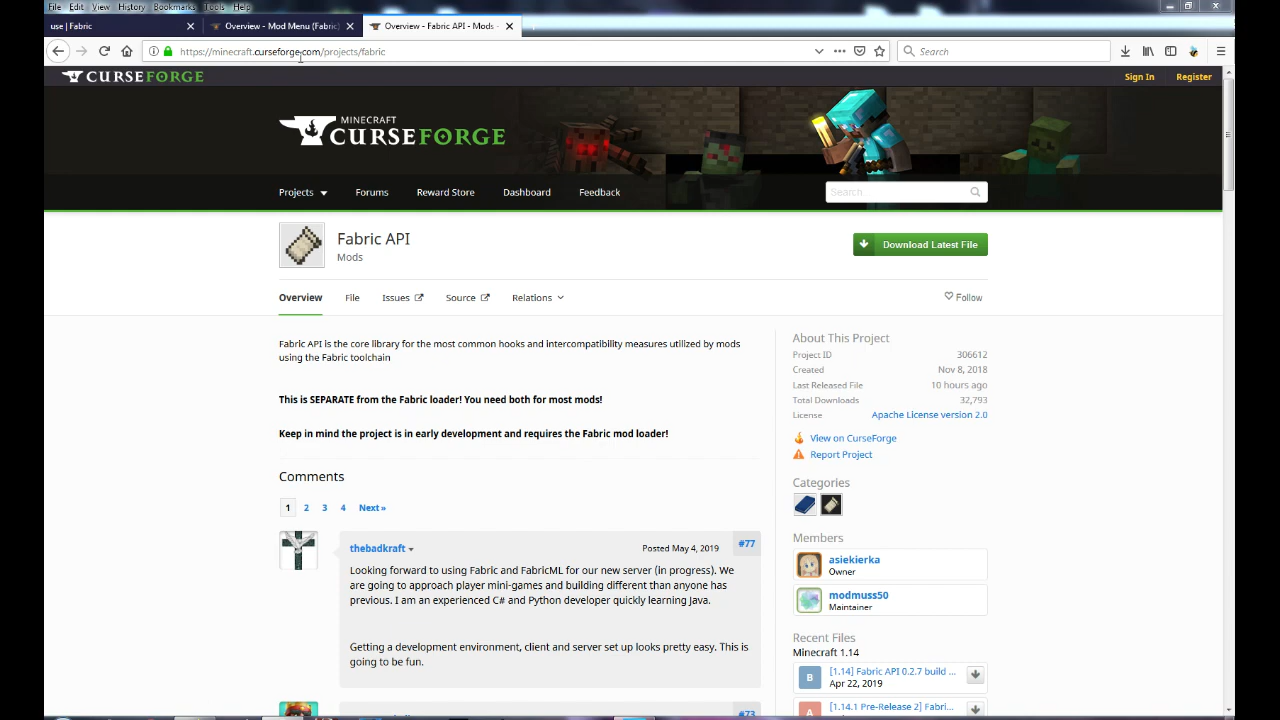 File Edit View History Bookmarks Tools Help
use | Fabric
Overview - Mod Menu (Fabric)
Overview - Fabric API - Mods -
https://minecraft.curseforge.com/projects/fabric
Search
CURSEFORGE
Sign In Register
MINECRAFT
CURSEFORGE
Projects Forums Reward Store Dashboard Feedback
Search...
Fabric API
Mods
Download Latest File
Overview File Issues Source Relations
Follow
Fabric API is the core library for the most common hooks and intercompatibility measures utilized by mods
using the Fabric toolchain
This is SEPARATE from the Fabric loader! You need both for most mods!
Keep in mind the project is in early development and requires the Fabric mod loader!
Comments
1 2 3 4 Next »
thebadkraft
Posted May 4, 2019
#77
Looking forward to using Fabric and FabricML for our new server (in progress). We
are going to approach player mini-games and building different than anyone has
previous. I am an experienced C# and Python developer quickly learning Java.
Getting a development environment, client and server set up looks pretty easy. This is
going to be fun.
#73
About This Project
Project ID 306612
Created Nov 8, 2018
Last Released File 10 hours ago
Total Downloads 32,793
License Apache License version 2.0
View on CurseForge
Report Project
Categories
Members
asiekierka
Owner
modmuss50
Maintainer
Recent Files
Minecraft 1.14
B
[1.14] Fabric API 0.2.7 build ...
Apr 22, 2019
A
[1.14.1 Pre-Release 2] Fabri...